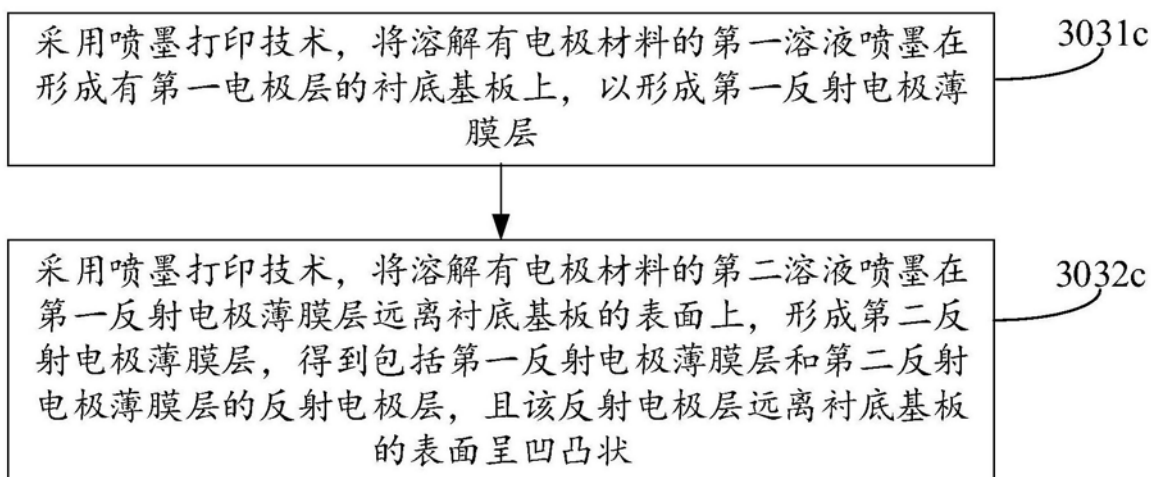 采用喷墨打印技术，将溶解有电极材料的第一溶液喷墨在
形成有第一电极层的衬底基板上，以形成第一反射电极薄
膜层
3031c
采用喷墨打印技术，将溶解有电极材料的第二溶液喷墨在
第一反射电极薄膜层远离衬底基板的表面上，形成第二反
射电极薄膜层，得到包括第一反射电极薄膜层和第二反射
电极薄膜层的反射电极层，且该反射电极层远离衬底基板
的表面呈凹凸状
3032c